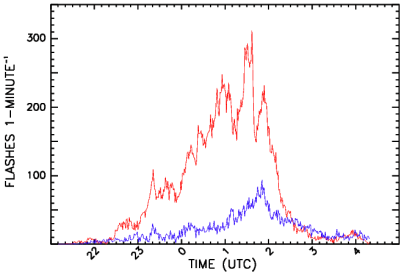 FLASHES 1-MINUTE⁻¹
300
200
100
22 23 0 1 2 3 4
TIME (UTC)